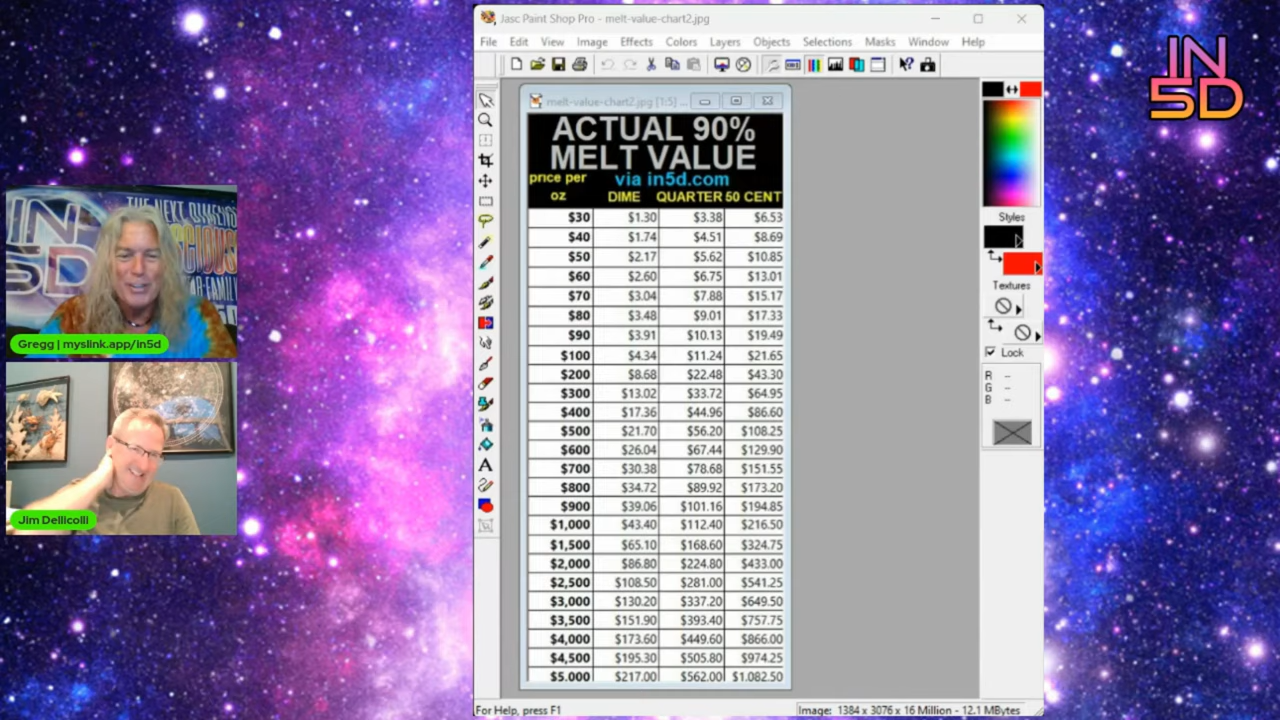 Jasc Paint Shop Pro - melt-value-chart2.jpg
File Edit View Image Effects Colors Layers Objects Selections Masks Window Help
IN
5D
melt-value-chart2.jpg [1:5] ...
ACTUAL 90%
MELT VALUE
price per via in5d.com
oz DIME QUARTER 50 CENT
$30 $1.30 $3.38 $6.53
$40 $1.74 $4.51 $8.69
$50 $2.17 $5.62 $10.85
$60 $2.60 $6.75 $13.01
$70 $3.04 $7.88 $15.17
$80 $3.48 $9.01 $17.33
$90 $3.91 $10.13 $19.49
$100 $4.34 $11.24 $21.65
$200 $8.68 $22.48 $43.30
$300 $13.02 $33.72 $64.95
$400 $17.36 $44.96 $86.60
$500 $21.70 $56.20 $108.25
$600 $26.04 $67.44 $129.90
$700 $30.38 $78.68 $151.55
$800 $34.72 $89.92 $173.20
$900 $39.06 $101.16 $194.85
$1,000 $43.40 $112.40 $216.50
$1,500 $65.10 $168.60 $324.75
$2,000 $86.80 $224.80 $433.00
$2,500 $108.50 $281.00 $541.25
$3,000 $130.20 $337.20 $649.50
$3,500 $151.90 $393.40 $757.75
$4,000 $173.60 $449.60 $866.00
$4,500 $195.30 $505.80 $974.25
$5.000 $217.00 $562.00 $1.082.50
Styles
Textures
Lock
R --
G --
B --
For Help, press F1
Image: 1384 x 3076 x 16 Million - 12.1 MBytes
IN
5D
THE NEXT DIMENSION
Gregg | myslink.app/in5d
Jim Dellicolli